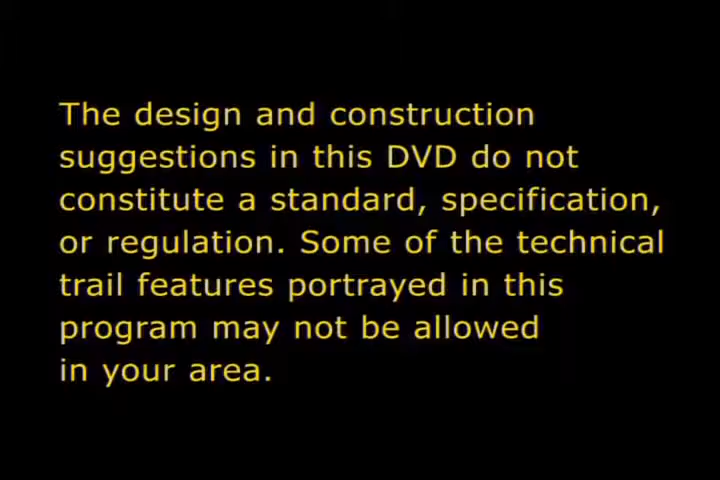 The design and construction
suggestions in this DVD do not
constitute a standard, specification,
or regulation. Some of the technical
trail features portrayed in this
program may not be allowed
in your area.